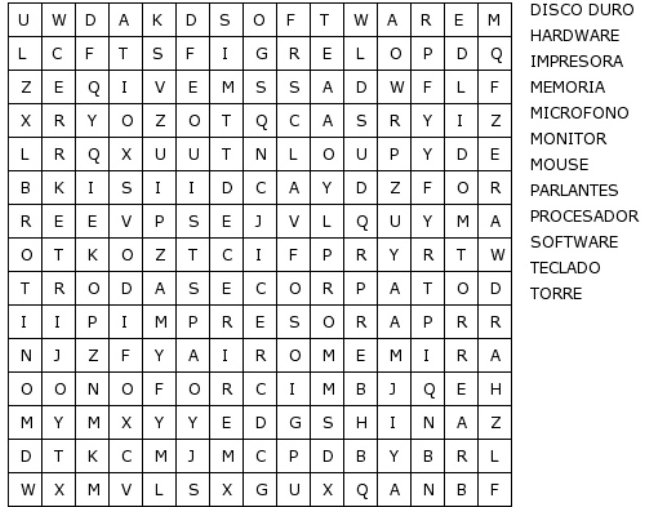 U W D A K D S O F T W A R E M
L C F T S F I G R E L O P D Q
Z E Q I V E M S S A D W F L F
X R Y O Z O T Q C A S R Y I Z
L R Q X U U T N L O U P Y D E
B K I S I I D C A Y D Z F O R
R E E V P S E J V L Q U Y M A
O T K O Z T C I F P R Y R T W
T R O D A S E C O R P A T O D
I I P I M P R E S O R A P R R
N J Z F Y A I R O M E M I R A
O O N O F O R C I M B J Q E H
M Y M X Y Y E D G S H I N A Z
D T K C M J M C P D B Y B R L
W X M V L S X G U X Q A N B F
DISCO DURO
HARDWARE
IMPRESORA
MEMORIA
MICROFONO
MONITOR
MOUSE
PARLANTES
PROCESADOR
SOFTWARE
TECLADO
TORRE